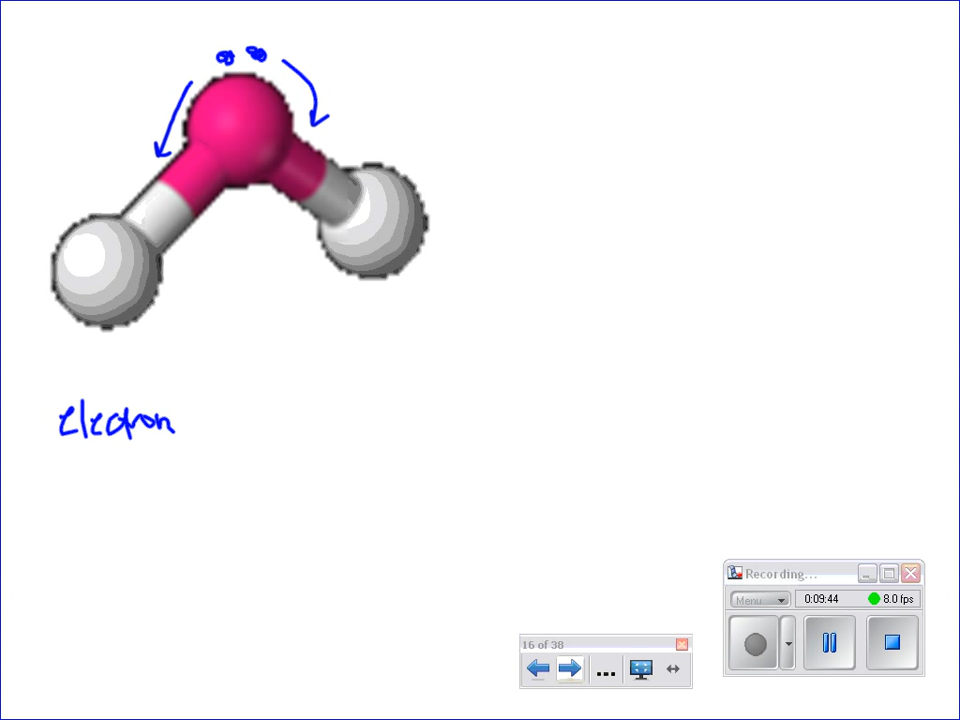 electron
Recording...
Menu
0:09:44
8.0 fps
16 of 38
...